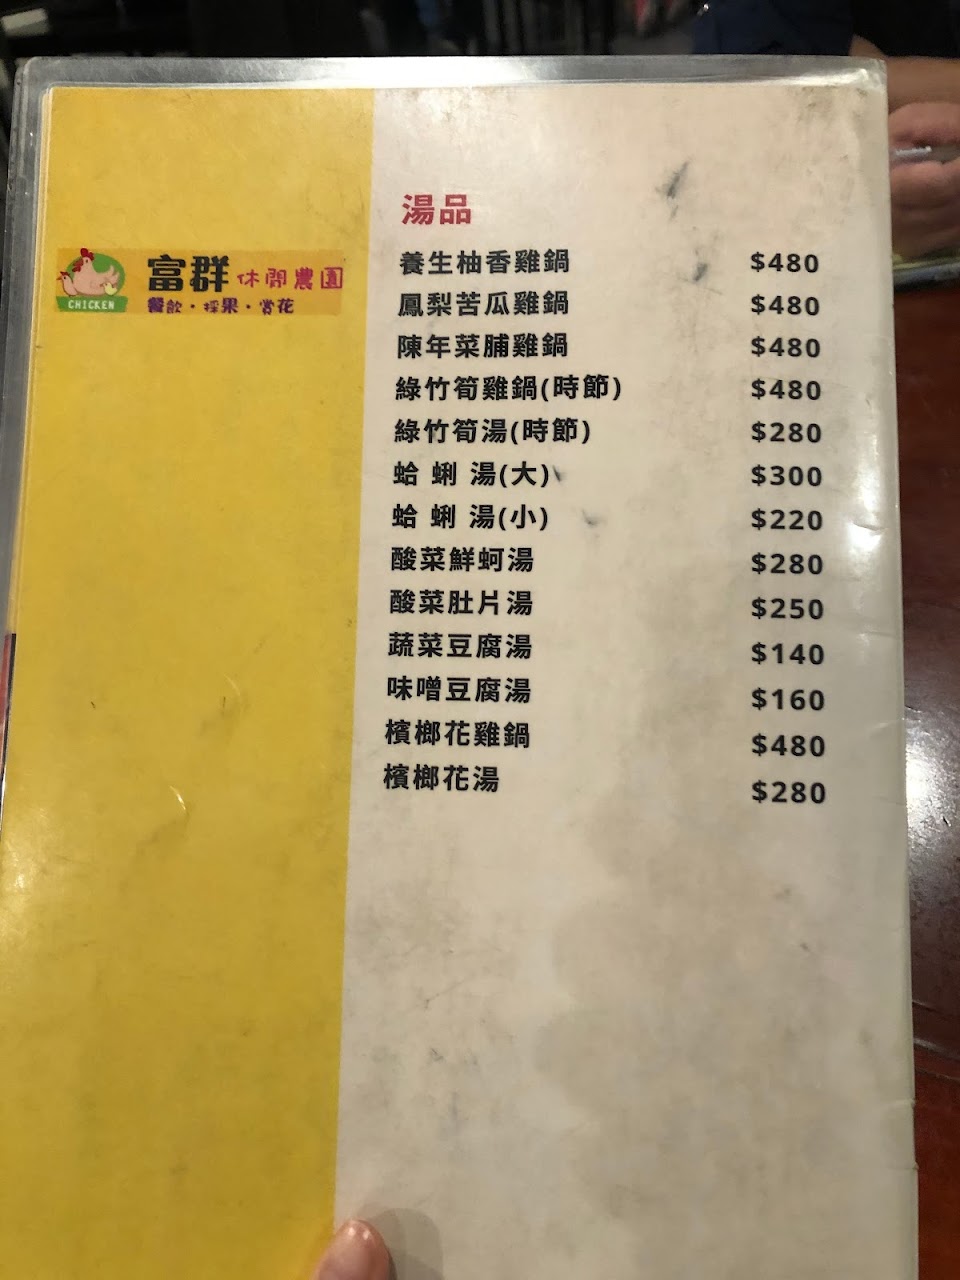 湯品
CHICKEN
富群休閒農園
餐飲·採果·賞花
養生柚香雞鍋 $480
鳳梨苦瓜雞鍋 $480
陳年菜脯雞鍋 $480
綠竹筍雞鍋(時節) $480
綠竹筍湯(時節) $280
蛤 蜊 湯(大) $300
蛤 蜊 湯(小) $220
酸菜鮮蚵湯 $280
酸菜肚片湯 $250
蔬菜豆腐湯 $140
味噌豆腐湯 $160
檳榔花雞鍋 $480
檳榔花湯 $280